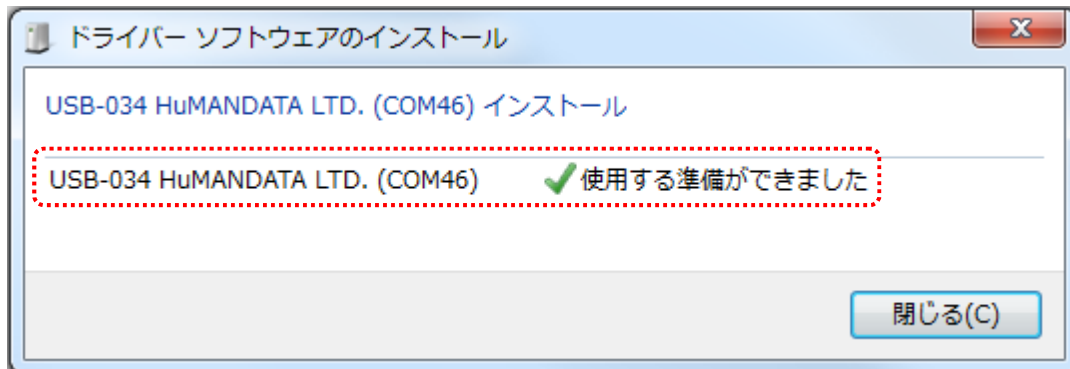 ドライバー ソフトウェアのインストール
USB-034 HuMANDATA LTD. (COM46) インストール
USB-034 HuMANDATA LTD. (COM46) 使用する準備ができました
閉じる(C)